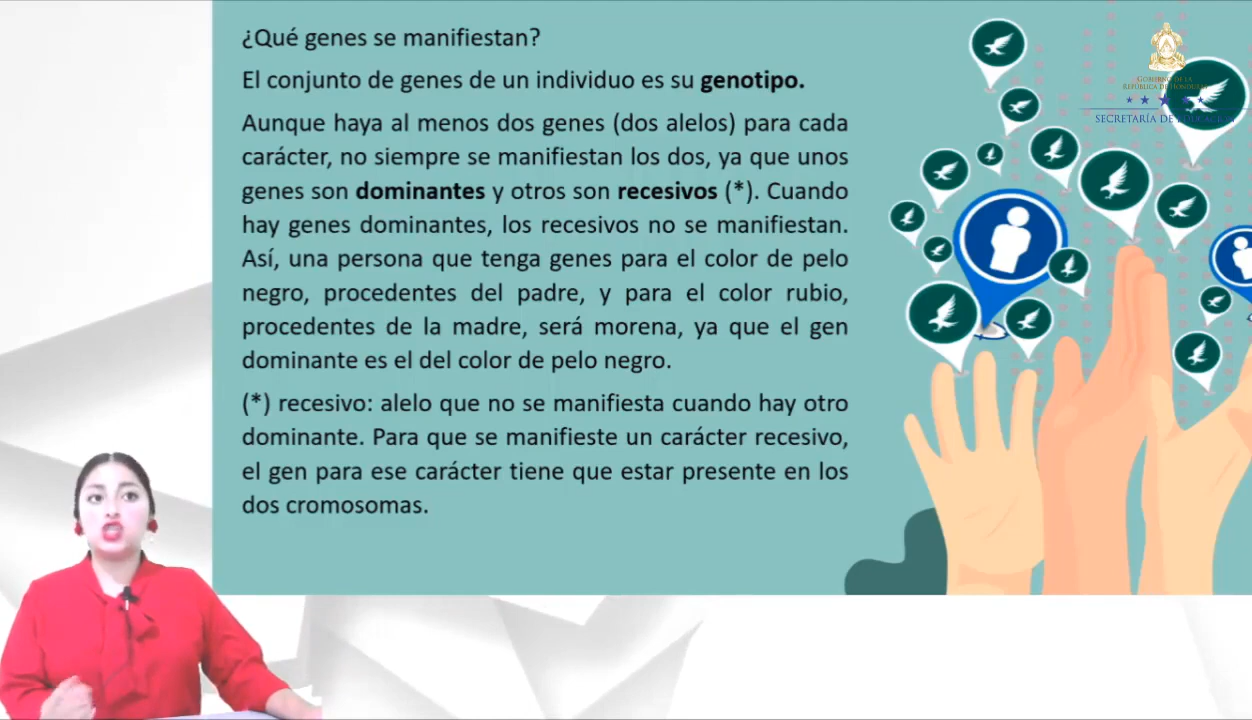 ¿Qué genes se manifiestan?
El conjunto de genes de un individuo es su genotipo.
Aunque haya al menos dos genes (dos alelos) para cada
carácter, no siempre se manifiestan los dos, ya que unos
genes son dominantes y otros son recesivos (*). Cuando
hay genes dominantes, los recesivos no se manifiestan.
Así, una persona que tenga genes para el color de pelo
negro, procedentes del padre, y para el color rubio,
procedentes de la madre, será morena, ya que el gen
dominante es el del color de pelo negro.
(*) recesivo: alelo que no se manifiesta cuando hay otro
dominante. Para que se manifieste un carácter recesivo,
el gen para ese carácter tiene que estar presente en los
dos cromosomas.
GOBIERNO DE LA
REPÚBLICA DE HONDURAS
SECRETARÍA DE EDUCACIÓN